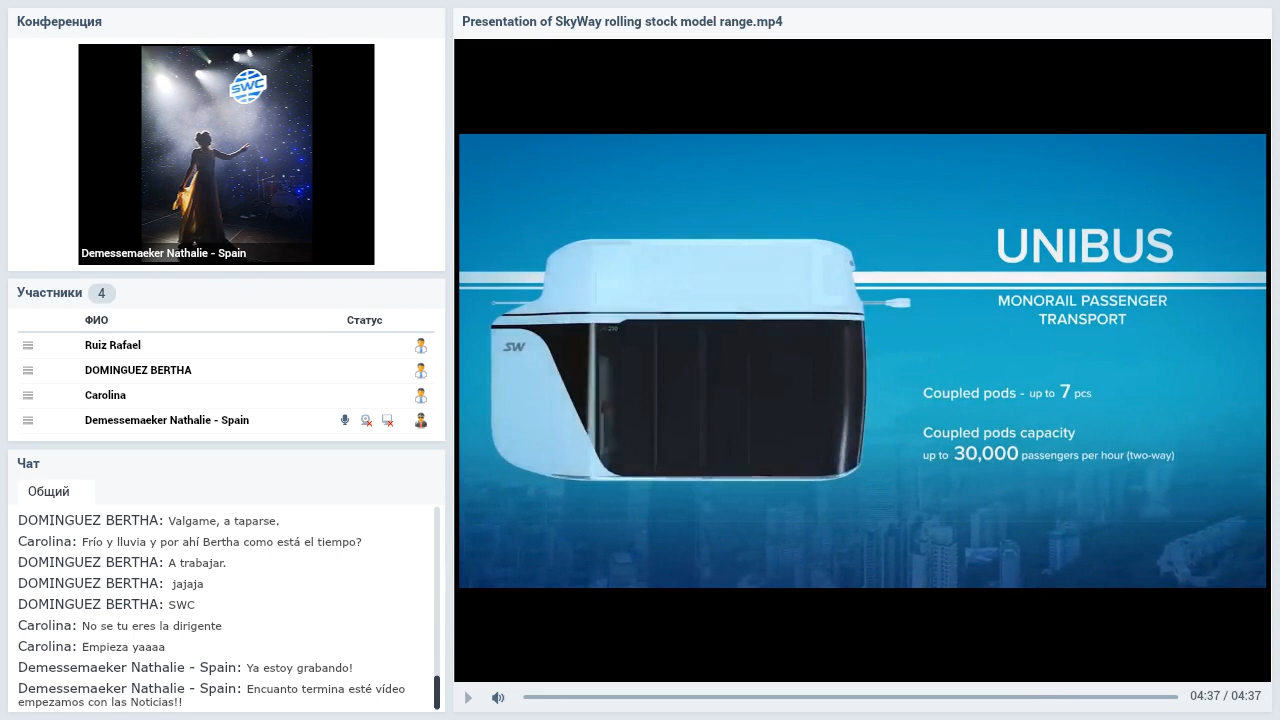 Конференция
SWC
Demessemaeker Nathalie - Spain
Участники 4
ФИО Статус
Ruiz Rafael
DOMINGUEZ BERTHA
Carolina
Demessemaeker Nathalie - Spain
Чат
Общий
DOMINGUEZ BERTHA: Valgame, a taparse.
Carolina: Frío y lluvia y por ahí Bertha como está el tiempo?
DOMINGUEZ BERTHA: A trabajar.
DOMINGUEZ BERTHA: jajaja
DOMINGUEZ BERTHA: SWC
Carolina: No se tu eres la dirigente
Carolina: Empieza yaaaa
Demessemaeker Nathalie - Spain: Ya estoy grabando!
Demessemaeker Nathalie - Spain: Encuanto termina esté vídeo
empezamos con las Noticias!!
Presentation of SkyWay rolling stock model range.mp4
SW
UNIBUS
MONORAIL PASSENGER
TRANSPORT
Coupled pods - up to 7 pcs
Coupled pods capacity
up to 30,000 passengers per hour (two-way)
04:37 / 04:37